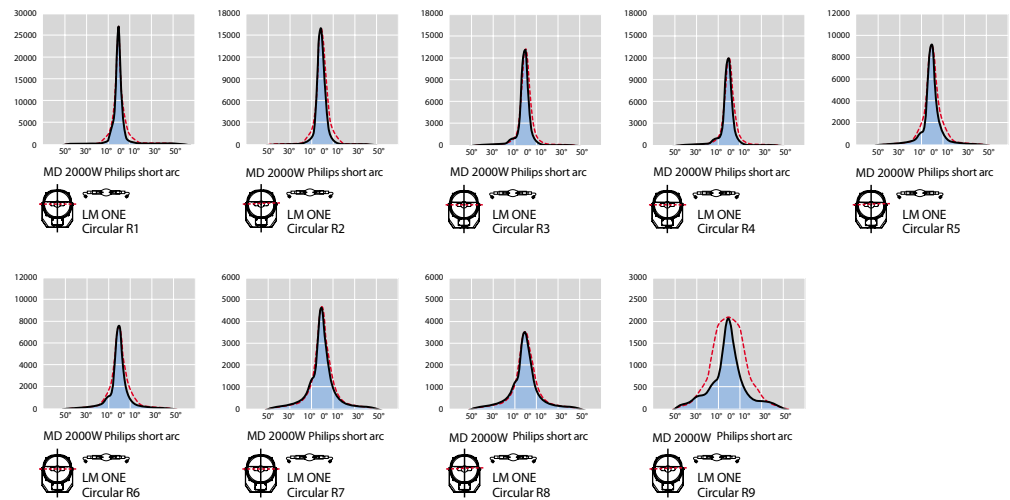 30000
25000
20000
15000
10000
5000
0
50° 30° 10° 0° 10° 30° 50°
MD 2000W Philips short arc
LM ONE
Circular R1
18000
15000
12000
9000
6000
3000
0
50° 30° 10° 0° 10° 30° 50°
MD 2000W Philips short arc
LM ONE
Circular R2
18000
15000
12000
9000
6000
3000
0
50° 30° 10° 0° 10° 30° 50°
MD 2000W Philips short arc
LM ONE
Circular R3
18000
15000
12000
9000
6000
3000
0
50° 30° 10° 0° 10° 30° 50°
MD 2000W Philips short arc
LM ONE
Circular R4
12000
10000
8000
6000
4000
2000
0
50° 30° 10° 0° 10° 30° 50°
MD 2000W Philips short arc
LM ONE
Circular R5
12000
10000
8000
6000
4000
2000
0
50° 30° 10° 0° 10° 30° 50°
MD 2000W Philips short arc
LM ONE
Circular R6
6000
5000
4000
3000
2000
1000
0
50° 30° 10° 0° 10° 30° 50°
MD 2000W Philips short arc
LM ONE
Circular R7
6000
5000
4000
3000
2000
1000
0
50° 30° 10° 0° 10° 30° 50°
MD 2000W Philips short arc
LM ONE
Circular R8
3000
2500
2000
1500
1000
500
0
50° 30° 10° 0° 10° 30° 50°
MD 2000W Philips short arc
LM ONE
Circular R9